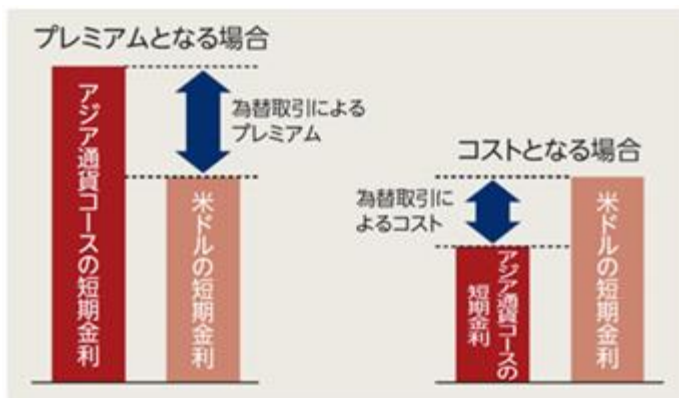 プレミアムとなる場合
アジア通貨コースの短期金利
為替取引による
プレミアム
米ドルの短期金利
コストとなる場合
為替取引に
よるコスト
アジア通貨コースの
短期金利
米ドルの短期金利